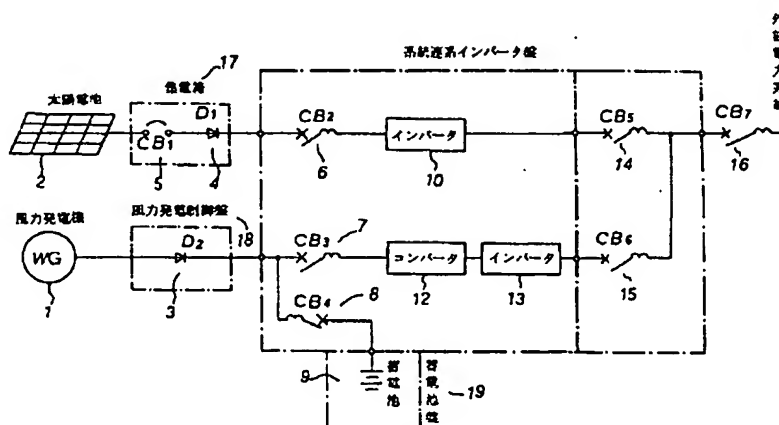 系統連系インバータ盤
17
太陽電池
D1
CB1
2
5
4
CB2
6
インバータ
10
CB5
14
CB7
16
風力発電機
風力発電制御盤
18
WG
1
D2
3
CB3
7
コンバータ
12
インバータ
13
CB6
15
CB4
8
9
蓄電池
蓄電池盤
19